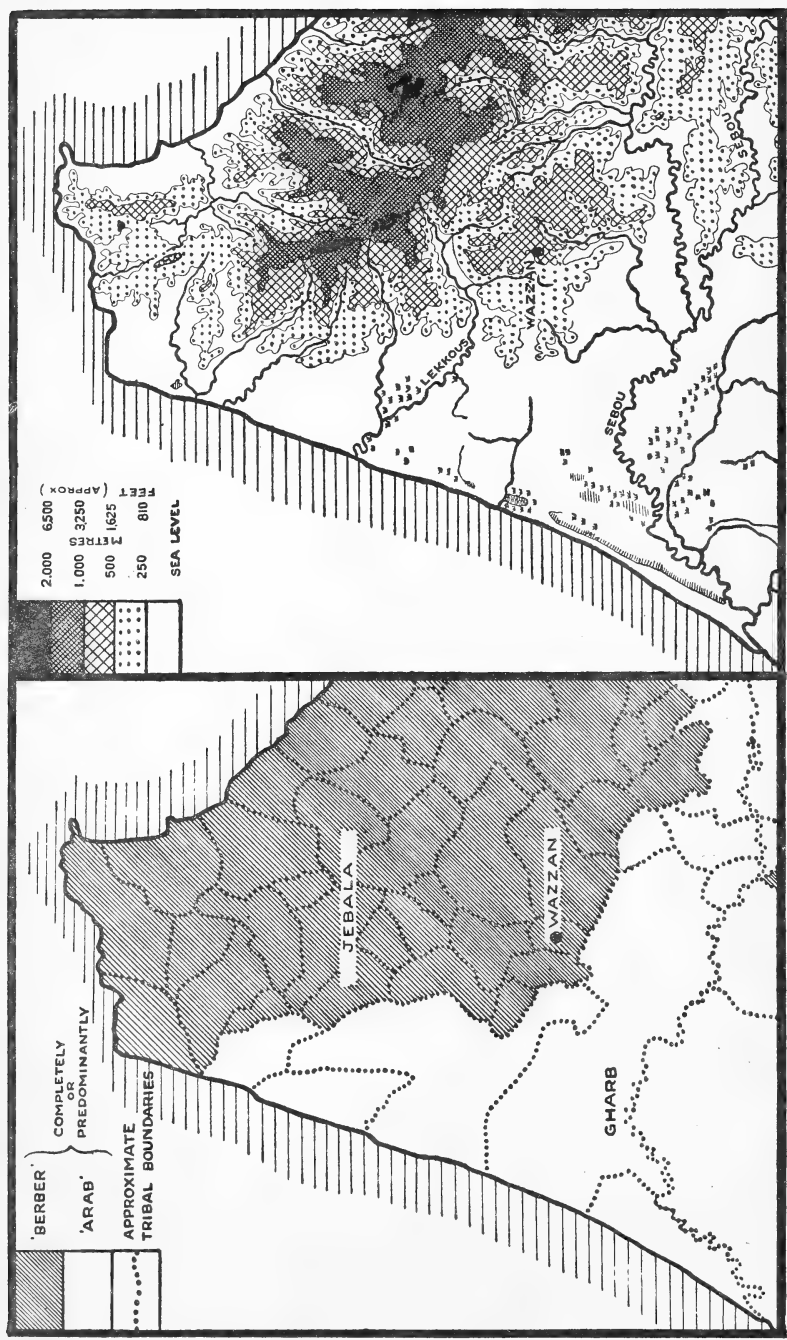 'BERBER'
'ARAB'
COMPLETELY
OR
PREDOMINANTLY
APPROXIMATE
TRIBAL BOUNDARIES
JEBALA
WAZZAN
GHARB
2.000 6,500
1,000 3,250
500 1,625
250 810
METRES
FEET (APPROX)
SEA LEVEL
LEKKOUS
WAZZAN
SEBOU
SEBOU